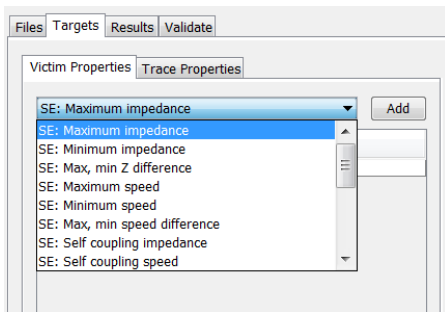 Files Targets Results Validate
Victim Properties Trace Properties
SE: Maximum impedance Add
SE: Maximum impedance
SE: Minimum impedance
SE: Max, min Z difference
SE: Maximum speed
SE: Minimum speed
SE: Max, min speed difference
SE: Self coupling impedance
SE: Self coupling speed